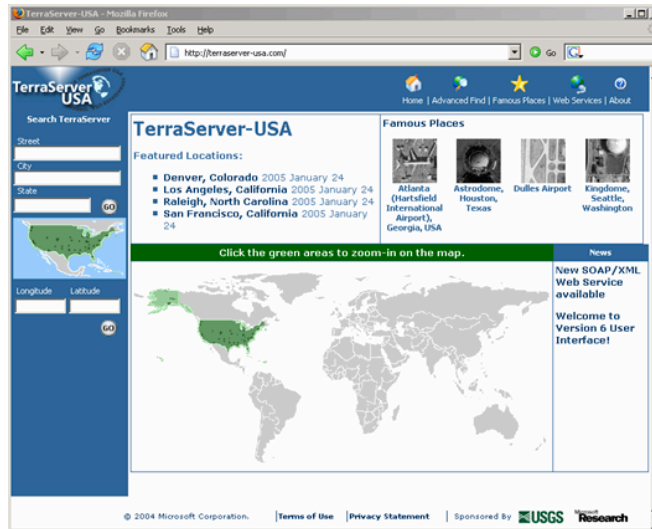 TerraServer-USA - Mozilla Firefox
File Edit View Go Bookmarks Tools Help
http://terraserver-usa.com/
Go
G
TerraServer
USA
Home | Advanced Find | Famous Places | Web Services | About
Search TerraServer
Street
City
State
GO
Longitude Latitude
GO
TerraServer-USA
Featured Locations:
Denver, Colorado 2005 January 24
Los Angeles, California 2005 January 24
Raleigh, North Carolina 2005 January 24
San Francisco, California 2005 January
24
Famous Places
Atlanta
(Hartsfield
International
Airport),
Georgia, USA
Astrodome,
Houston,
Texas
Dulles Airport
Kingdome,
Seattle,
Washington
Click the green areas to zoom-in on the map.
News
New SOAP/XML
Web Service
available
Welcome to
Version 6 User
Interface!
© 2004 Microsoft Corporation. |Terms of Use |Privacy Statement | Sponsored By USGS Microsoft Research